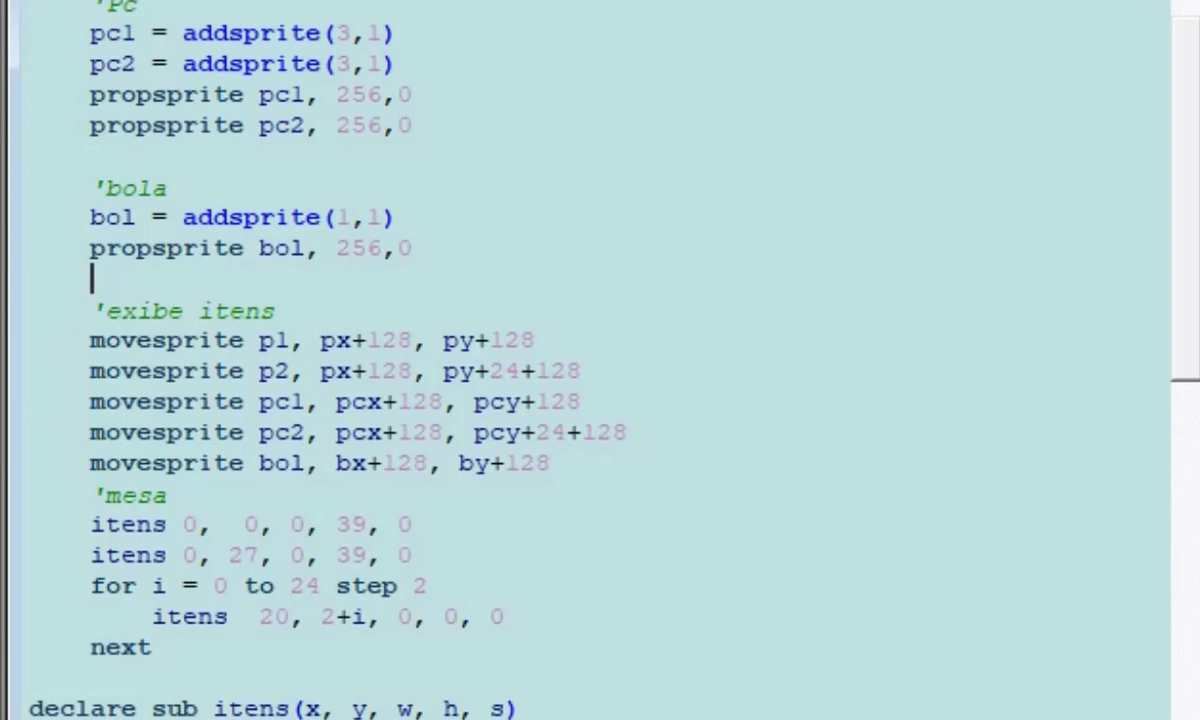 'Pc
pc1 = addsprite(3,1)
pc2 = addsprite(3,1)
propsprite pc1, 256,0
propsprite pc2, 256,0
'bola
bol = addsprite(1,1)
propsprite bol, 256,0
'exibe itens
movesprite p1, px+128, py+128
movesprite p2, px+128, py+24+128
movesprite pc1, pcx+128, pcy+128
movesprite pc2, pcx+128, pcy+24+128
movesprite bol, bx+128, by+128
'mesa
itens 0,  0, 0, 39, 0
itens 0, 27, 0, 39, 0
for i = 0 to 24 step 2
    itens  20, 2+i, 0, 0, 0
next
declare sub itens(x, y, w, h, s)